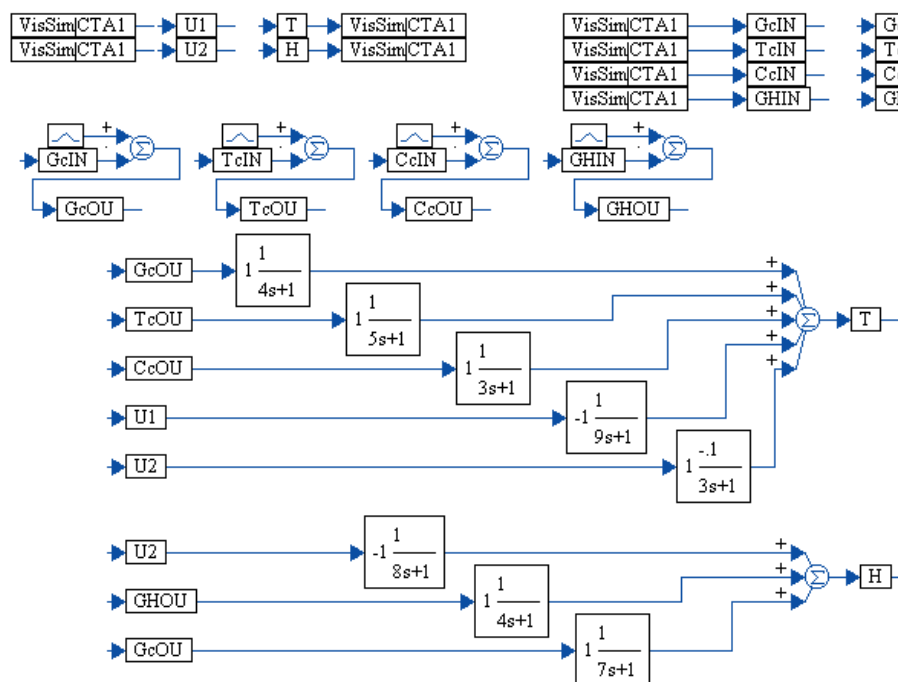 VisSim|CTA1 U1 T VisSim|CTA1 VisSim|CTA1 GcIN
VisSim|CTA1 U2 H VisSim|CTA1 VisSim|CTA1 TcIN
VisSim|CTA1 CcIN
VisSim|CTA1 GHIN
+ + + +
Σ Σ Σ Σ
GcIN TcIN CcIN GHIN
GcOU TcOU CcOU GHOU
GcOU 1 1/4s+1 +
TcOU 1 1/5s+1 +
CcOU 1 1/3s+1 + Σ T
U1 -1 1/9s+1 +
U2 1 -.1/3s+1 +
U2 -1 1/8s+1 +
GHOU 1 1/4s+1 + Σ H
GcOU 1 1/7s+1 +